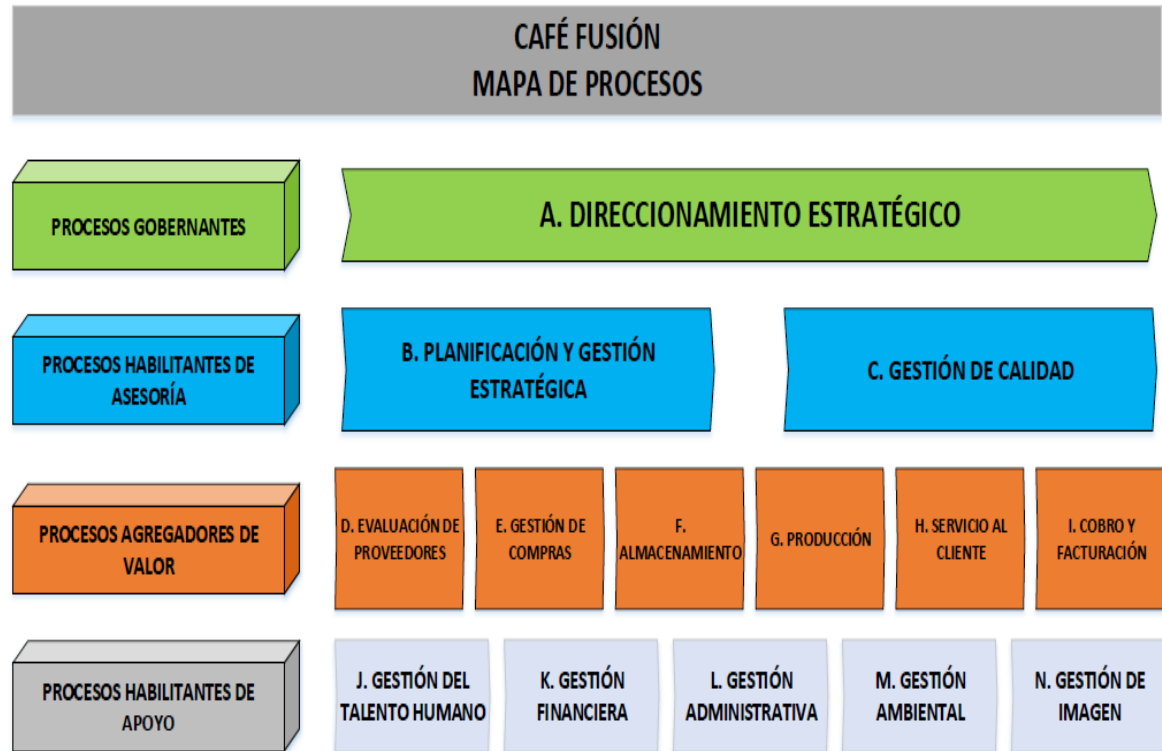 CAFÉ FUSIÓN
MAPA DE PROCESOS
PROCESOS GOBERNANTES
A. DIRECCIONAMIENTO ESTRATÉGICO
PROCESOS HABILITANTES DE
ASESORÍA
B. PLANIFICACIÓN Y GESTIÓN
ESTRATÉGICA
C. GESTIÓN DE CALIDAD
PROCESOS AGREGADORES DE
VALOR
D. EVALUACIÓN DE
PROVEEDORES
E. GESTIÓN DE
COMPRAS
F.
ALMACENAMIENTO
G. PRODUCCIÓN
H. SERVICIO AL
CLIENTE
I. COBRO Y
FACTURACIÓN
PROCESOS HABILITANTES DE
APOYO
J. GESTIÓN DEL
TALENTO HUMANO
K. GESTIÓN
FINANCIERA
L. GESTIÓN
ADMINISTRATIVA
M. GESTIÓN
AMBIENTAL
N. GESTIÓN DE
IMAGEN